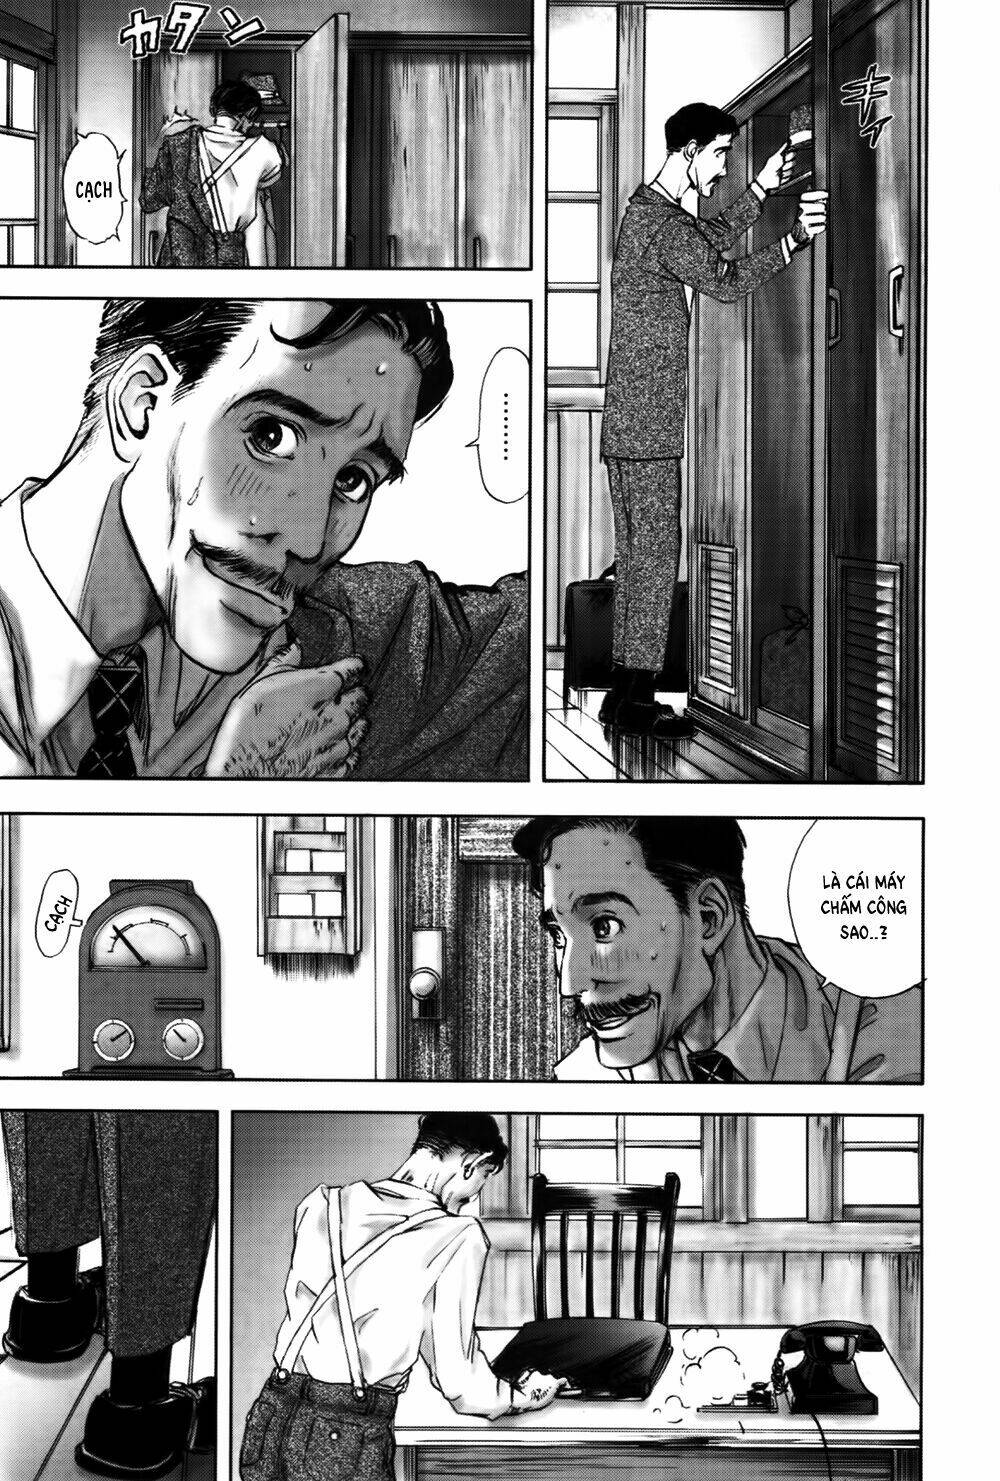 キィ
カタン
CẠCH
.......
LÀ CÁI MÁY
CHẤM CÔNG
SAO..?
CẠCH